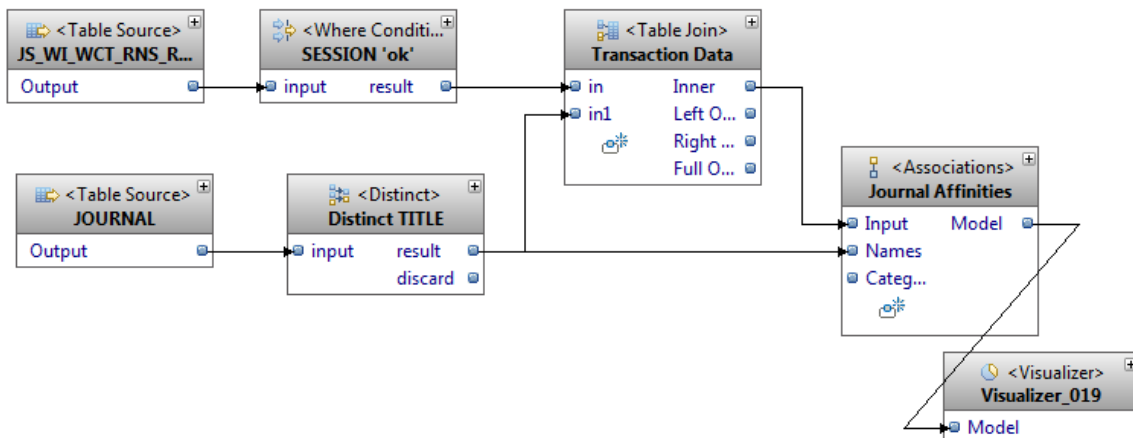 <Table Source>
JS_WI_WCT_RNS_R...
Output
<Where Conditi...
SESSION 'ok'
input result
<Table Join>
Transaction Data
in Inner
in1 Left O...
Right ...
Full O...
<Table Source>
JOURNAL
Output
<Distinct>
Distinct TITLE
input result
discard
<Associations>
Journal Affinities
Input Model
Names
Categ...
<Visualizer>
Visualizer_019
Model